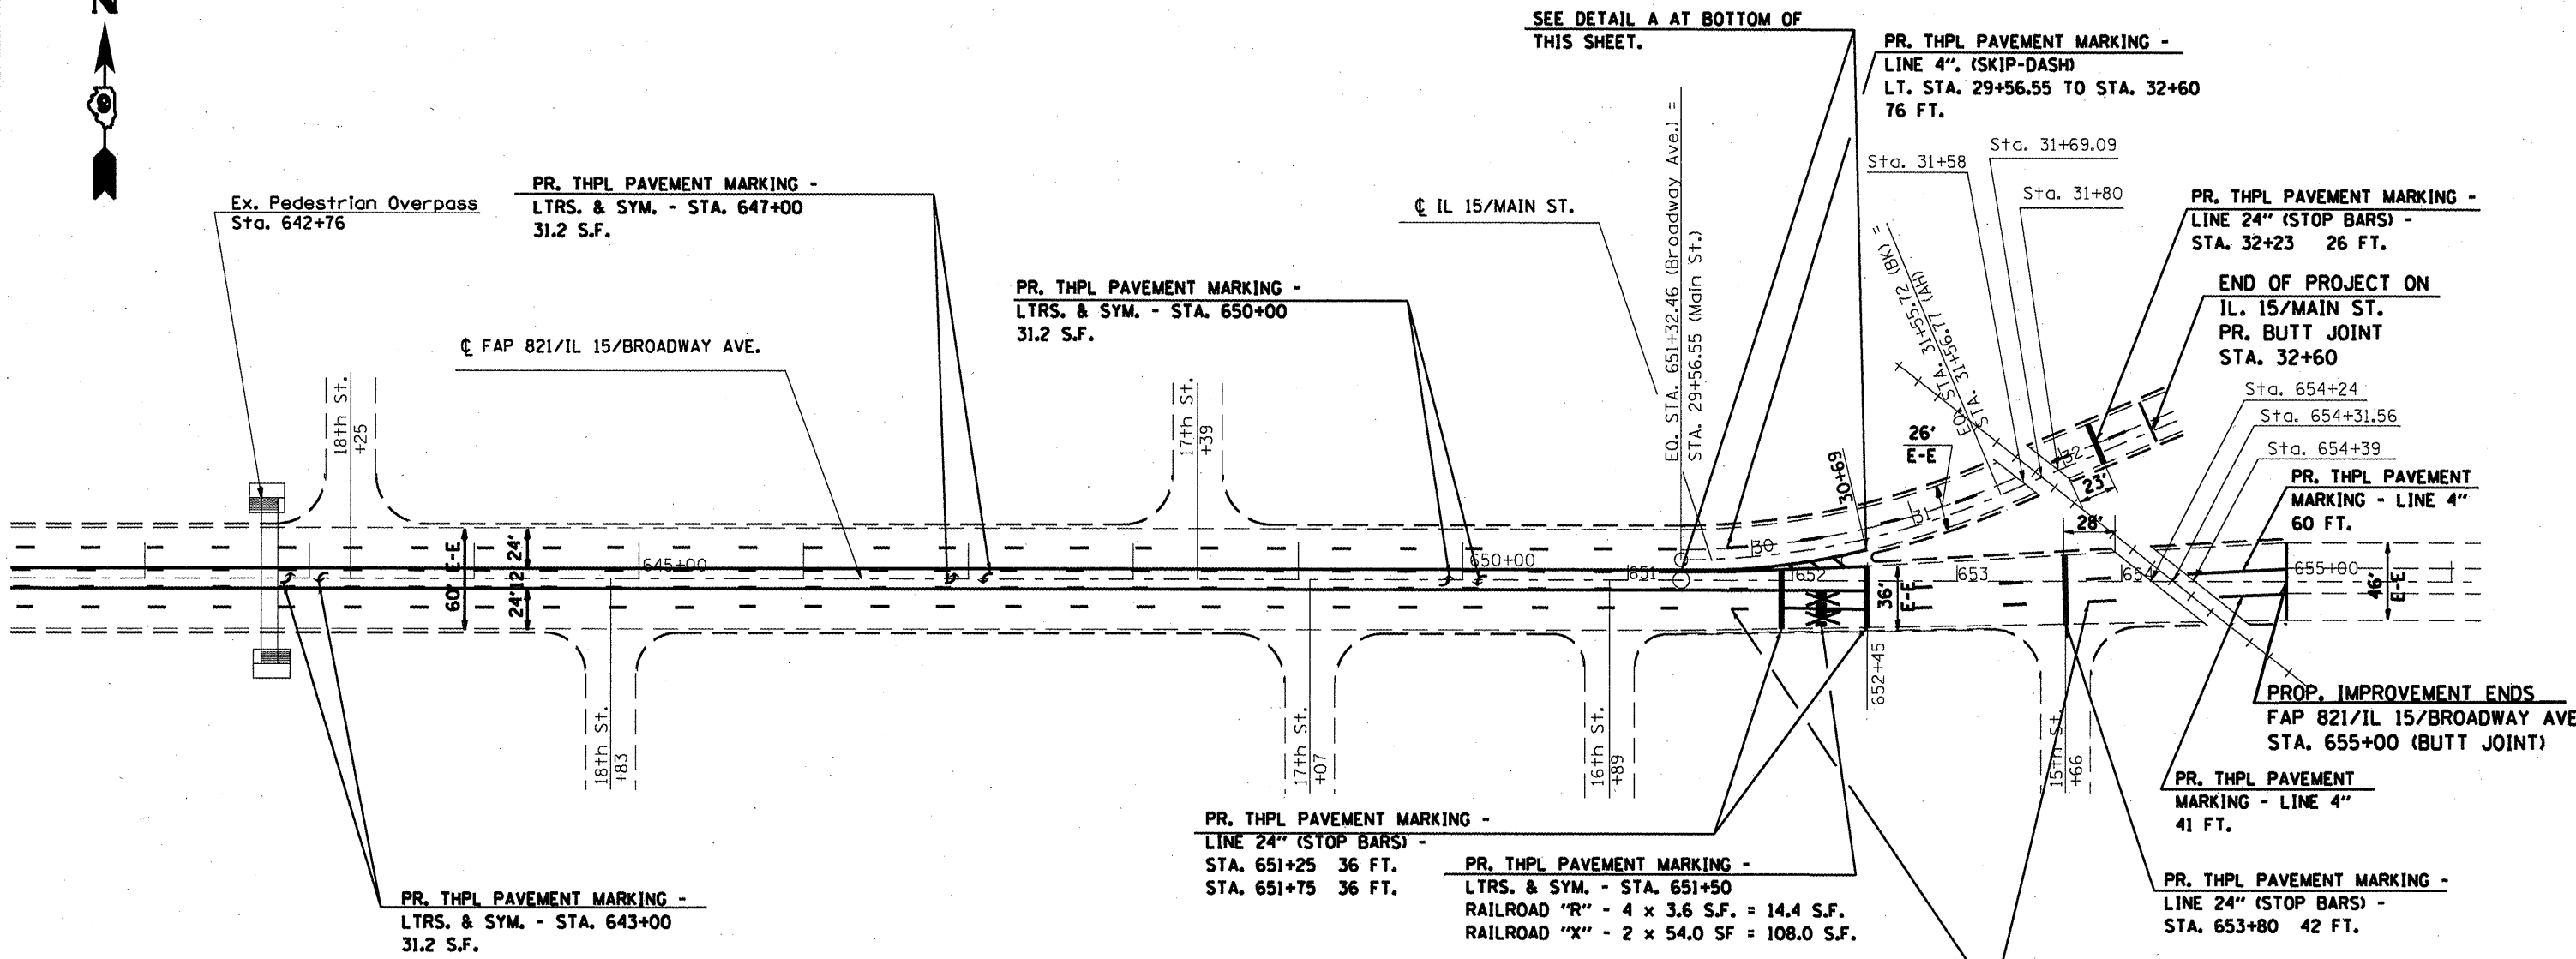 N
SEE DETAIL A AT BOTTOM OF
THIS SHEET.
PR. THPL PAVEMENT MARKING -
LINE 4". (SKIP-DASH)
LT. STA. 29+56.55 TO STA. 32+60
76 FT.
Ex. Pedestrian Overpass
Sta. 642+76
PR. THPL PAVEMENT MARKING -
LTRS. & SYM. - STA. 647+00
31.2 S.F.
℄ IL 15/MAIN ST.
EQ. STA. 651+32.46 (Broadway Ave.) =
STA. 29+56.55 (Main St.)
Sta. 31+58
Sta. 31+69.09
Sta. 31+80
EQ. STA. 31+55.72 (BK) =
STA. 31+56.77 (AH)
PR. THPL PAVEMENT MARKING -
LINE 24" (STOP BARS) -
STA. 32+23 26 FT.
END OF PROJECT ON
IL. 15/MAIN ST.
PR. BUTT JOINT
STA. 32+60
PR. THPL PAVEMENT MARKING -
LTRS. & SYM. - STA. 650+00
31.2 S.F.
℄ FAP 821/IL 15/BROADWAY AVE.
Sta. 654+24
Sta. 654+31.56
Sta. 654+39
PR. THPL PAVEMENT
MARKING - LINE 4"
60 FT.
18th St.
+25
17th St.
+39
26'
E-E
30+69
32
23'
31
30
28'
60' E-E
24'
12'
24'
645+00
650+00
651
652
653
654
655+00
36'
E-E
46'
E-E
652+45
18th St.
+83
17th St.
+07
16th St.
+89
15th St.
+66
PROP. IMPROVEMENT ENDS
FAP 821/IL 15/BROADWAY AVE
STA. 655+00 (BUTT JOINT)
PR. THPL PAVEMENT
MARKING - LINE 4"
41 FT.
PR. THPL PAVEMENT MARKING -
LINE 24" (STOP BARS) -
STA. 651+25 36 FT.
STA. 651+75 36 FT.
PR. THPL PAVEMENT MARKING -
LTRS. & SYM. - STA. 651+50
RAILROAD "R" - 4 x 3.6 S.F. = 14.4 S.F.
RAILROAD "X" - 2 x 54.0 SF = 108.0 S.F.
PR. THPL PAVEMENT MARKING -
LINE 24" (STOP BARS) -
STA. 653+80 42 FT.
PR. THPL PAVEMENT MARKING -
LTRS. & SYM. - STA. 643+00
31.2 S.F.